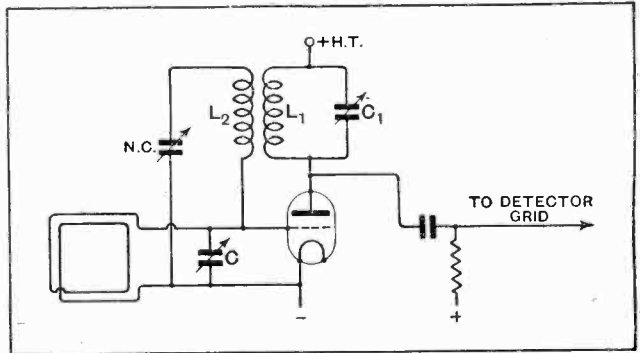 +H.T.
L₂ L₁ C₁
N.C.
TO DETECTOR
GRID
C
− +